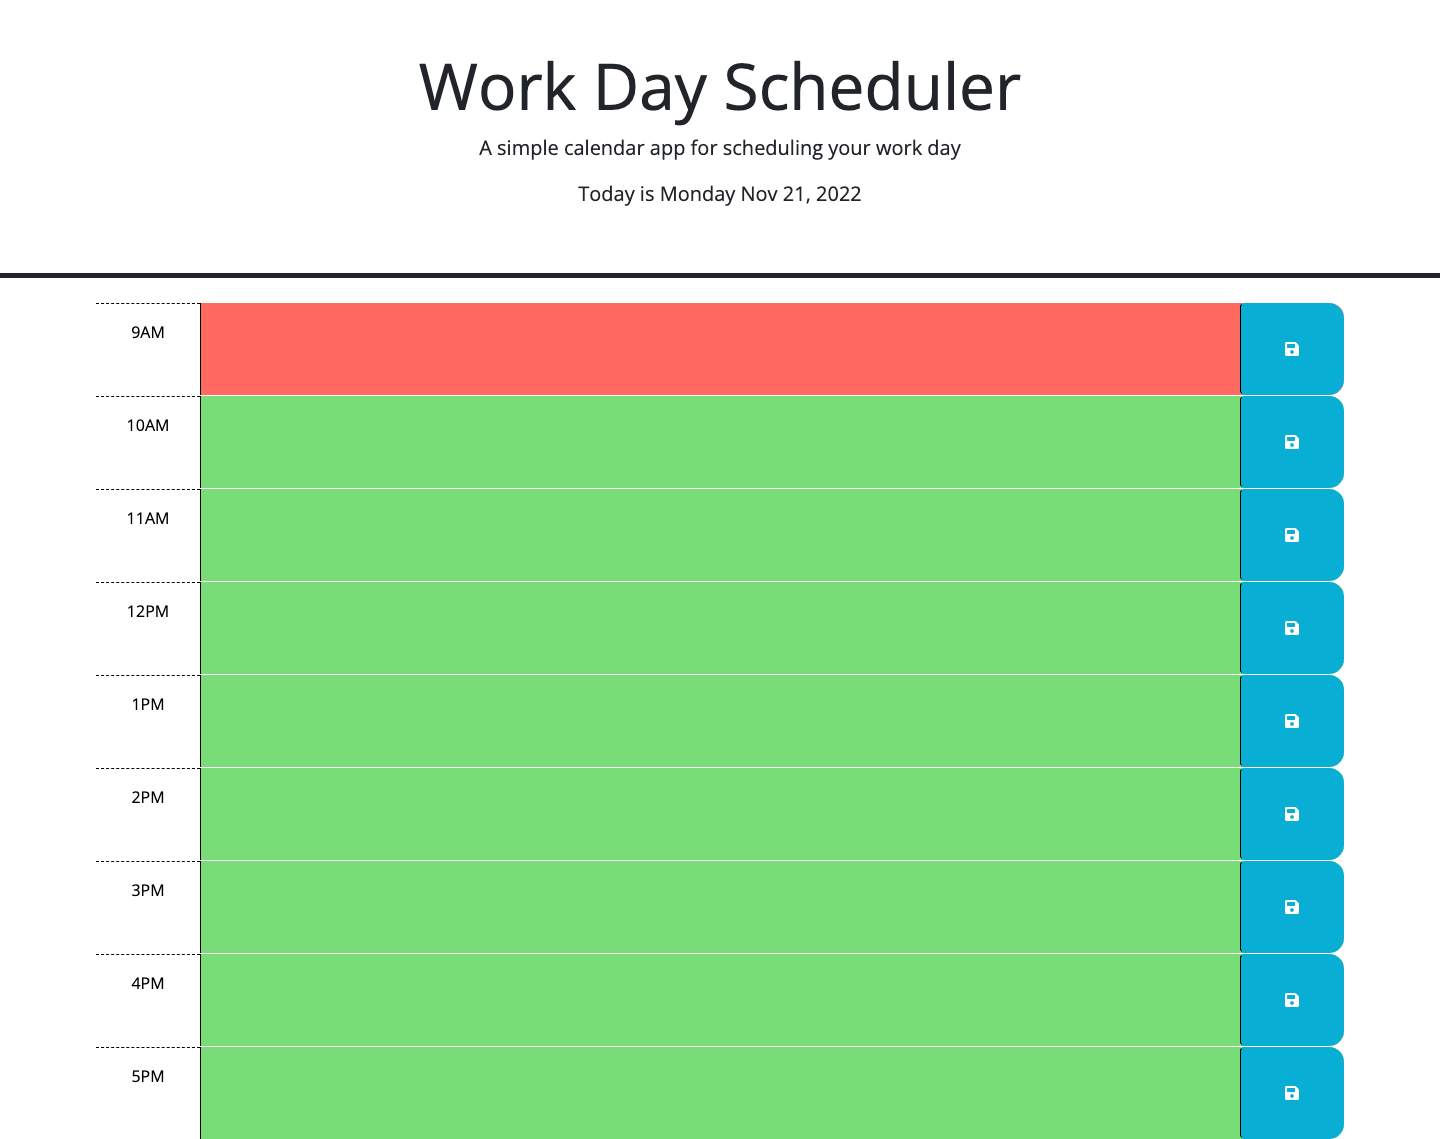 Work Day Scheduler
A simple calendar app for scheduling your work day
Today is Monday Nov 21, 2022
9AM
10AM
11AM
12PM
1PM
2PM
3PM
4PM
5PM